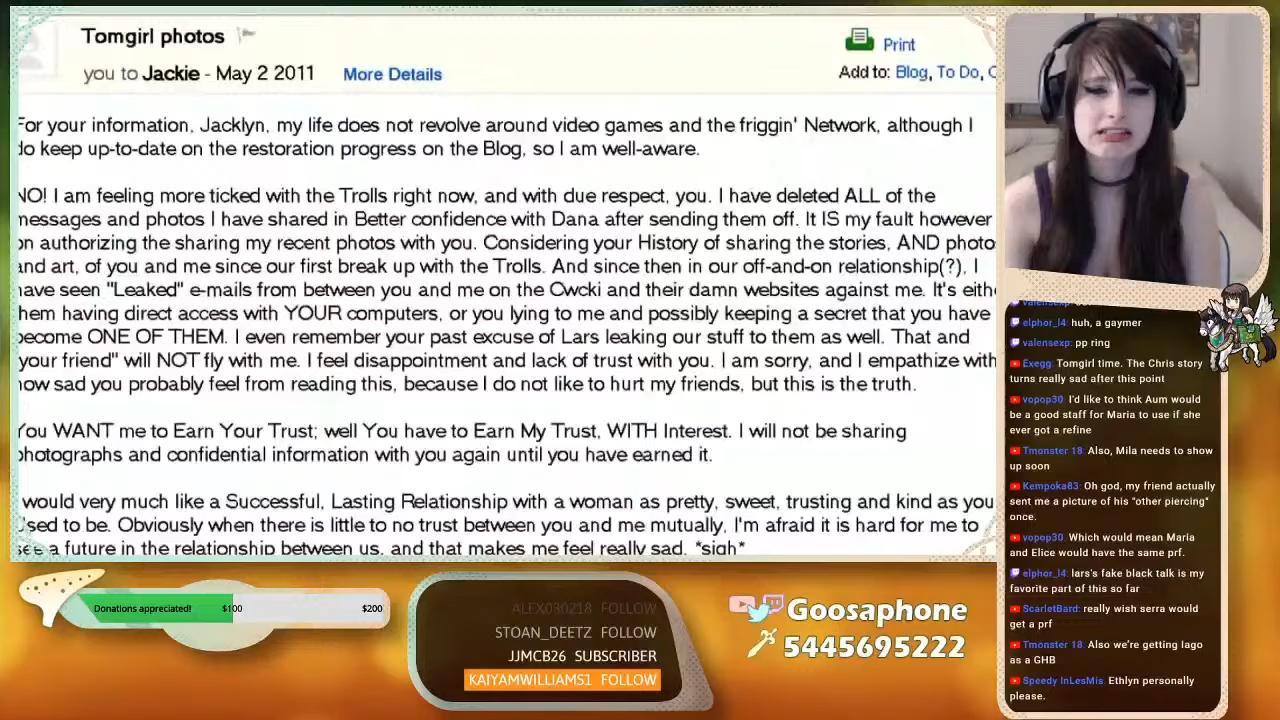 Tomgirl photos
Print
you to Jackie - May 2 2011 More Details
Add to: Blog, To Do,
For your information, Jacklyn, my life does not revolve around video games and the friggin' Network, although I
do keep up-to-date on the restoration progress on the Blog, so I am well-aware.
NO! I am feeling more ticked with the Trolls right now, and with due respect, you. I have deleted ALL of the
messages and photos I have shared in Better confidence with Dana after sending them off. It IS my fault however
on authorizing the sharing my recent photos with you. Considering your History of sharing the stories, AND photo
and art, of you and me since our first break up with the Trolls. And since then in our off-and-on relationship(?), I
have seen "Leaked" e-mails from between you and me on the Cwcki and their damn websites against me. It's eith
them having direct access with YOUR computers, or you lying to me and possibly keeping a secret that you have
become ONE OF THEM. I even remember your past excuse of Lars leaking our stuff to them as well. That and
"your friend" will NOT fly with me. I feel disappointment and lack of trust with you. I am sorry, and I empathize with
how sad you probably feel from reading this, because I do not like to hurt my friends, but this is the truth.
You WANT me to Earn Your Trust; well You have to Earn My Trust, WITH Interest. I will not be sharing
photographs and confidential information with you again until you have earned it.
I would very much like a Successful, Lasting Relationship with a woman as pretty, sweet, trusting and kind as you
Used to be. Obviously when there is little to no trust between you and me mutually, I'm afraid it is hard for me to
see a future in the relationship between us, and that makes me feel really sad. *sigh*
valensexp:
elphor_l4: huh, a gaymer
valensexp: pp ring
Exegg: Tomgirl time. The Chris story
turns really sad after this point
vopop30: I'd like to think Aum would
be a good staff for Maria to use if she
ever got a refine
Tmonster 18: Also, Mila needs to show
up soon
Kempoka83: Oh god, my friend actually
sent me a picture of his "other piercing"
once.
vopop30: Which would mean Maria
and Elice would have the same prf.
elphor_l4: lars's fake black talk is my
favorite part of this so far
ScarletBard: really wish serra would
get a prf
Tmonster 18: Also we're getting Iago
as a GHB
Speedy InLesMis: Ethlyn personally
please.
Donations appreciated! $100 $200
ALEX030218 FOLLOW
STOAN_DEETZ FOLLOW
JJMCB26 SUBSCRIBER
KAIYAMWILLIAMS1 FOLLOW
Goosaphone
5445695222